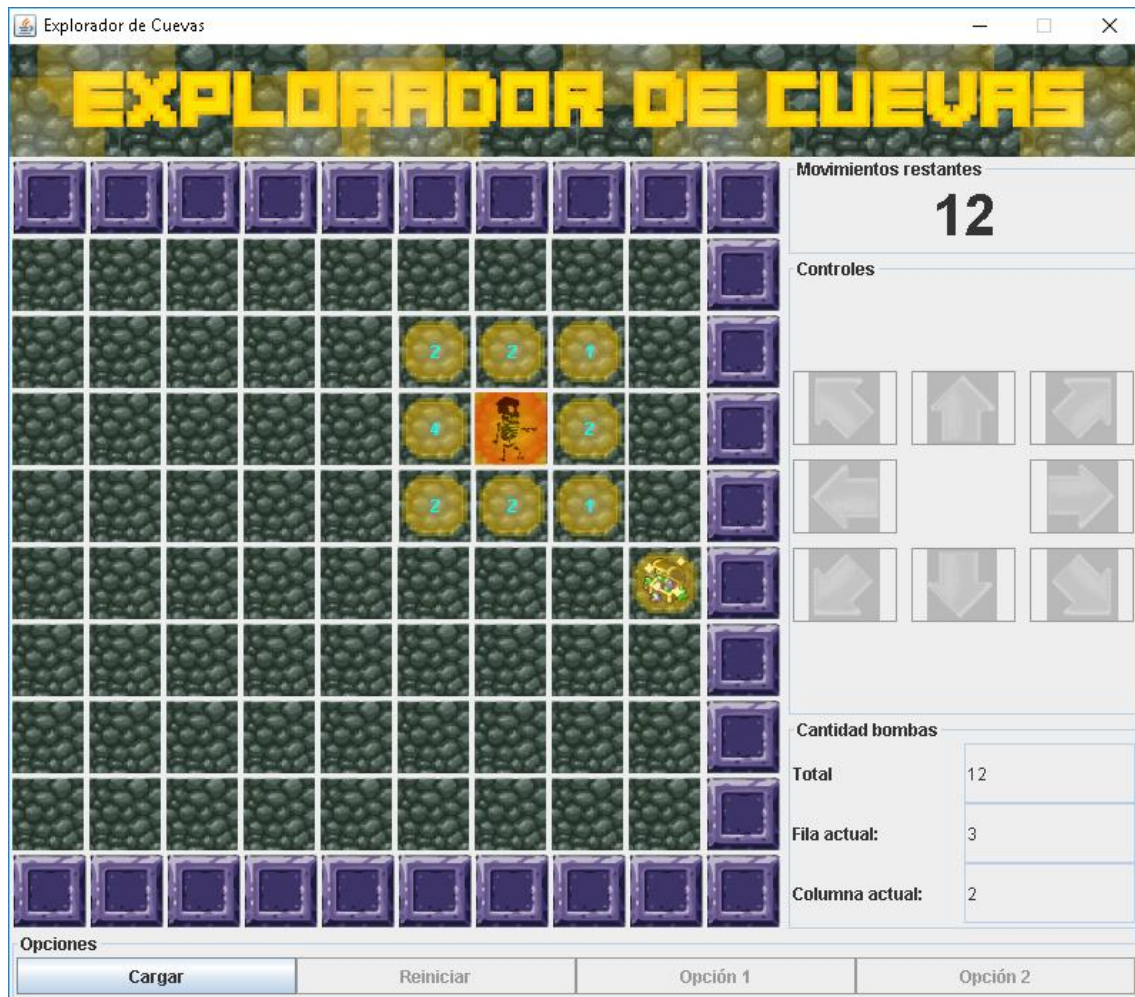 Explorador de Cuevas
EXPLORADOR DE CUEVAS
Movimientos restantes
12
Controles
2 2 1
4 2
2 2 1
Cantidad bombas
Total 12
Fila actual: 3
Columna actual: 2
Opciones
Cargar Reiniciar Opción 1 Opción 2